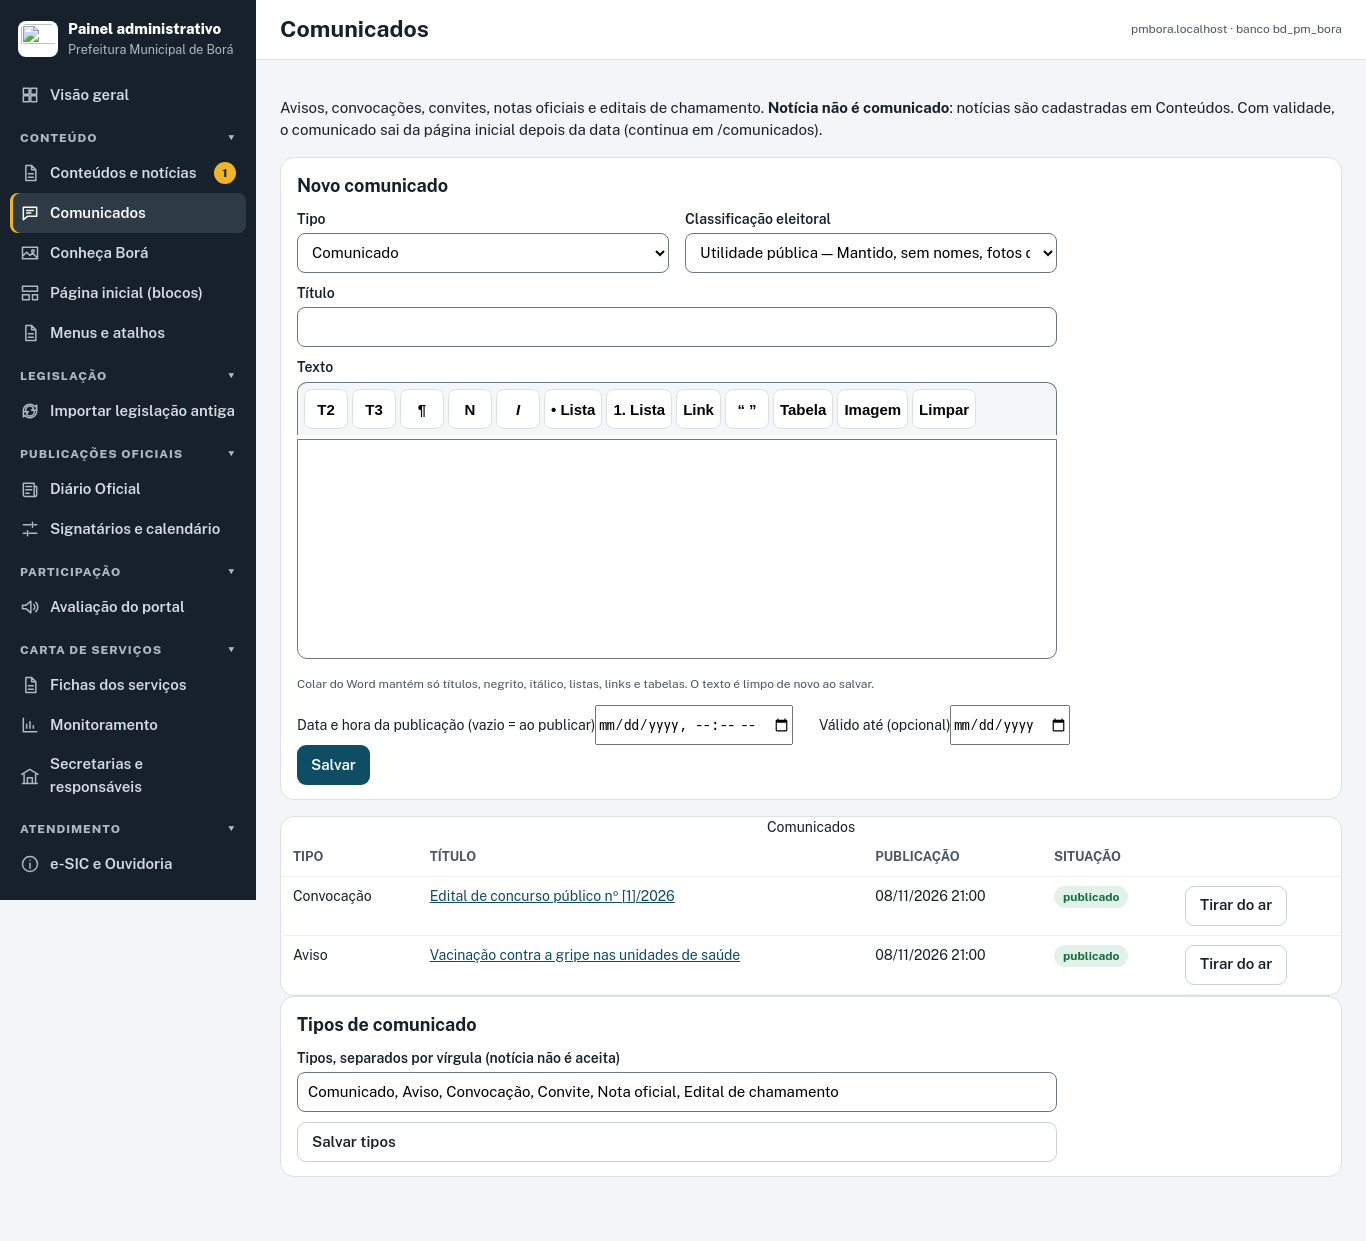 Painel administrativo
Prefeitura Municipal de Borá
Visão geral
CONTEÚDO
Conteúdos e notícias 1
Comunicados
Conheça Borá
Página inicial (blocos)
Menus e atalhos
LEGISLAÇÃO
Importar legislação antiga
PUBLICAÇÕES OFICIAIS
Diário Oficial
Signatários e calendário
PARTICIPAÇÃO
Avaliação do portal
CARTA DE SERVIÇOS
Fichas dos serviços
Monitoramento
Secretarias e
responsáveis
ATENDIMENTO
e-SIC e Ouvidoria
Comunicados
pmbora.localhost · banco bd_pm_bora
Avisos, convocações, convites, notas oficiais e editais de chamamento. Notícia não é comunicado: notícias são cadastradas em Conteúdos. Com validade,
o comunicado sai da página inicial depois da data (continua em /comunicados).
Novo comunicado
Tipo Classificação eleitoral
Comunicado Utilidade pública — Mantido, sem nomes, fotos
Título
Texto
T2 T3 ¶ N I • Lista 1. Lista Link “ ” Tabela Imagem Limpar
Colar do Word mantém só títulos, negrito, itálico, listas, links e tabelas. O texto é limpo de novo ao salvar.
Data e hora da publicação (vazio = ao publicar) mm/dd/yyyy, --:-- -- Válido até (opcional) mm/dd/yyyy
Salvar
Comunicados
TIPO TÍTULO PUBLICAÇÃO SITUAÇÃO
Convocação Edital de concurso público nº [1]/2026 08/11/2026 21:00 publicado Tirar do ar
Aviso Vacinação contra a gripe nas unidades de saúde 08/11/2026 21:00 publicado Tirar do ar
Tipos de comunicado
Tipos, separados por vírgula (notícia não é aceita)
Comunicado, Aviso, Convocação, Convite, Nota oficial, Edital de chamamento
Salvar tipos